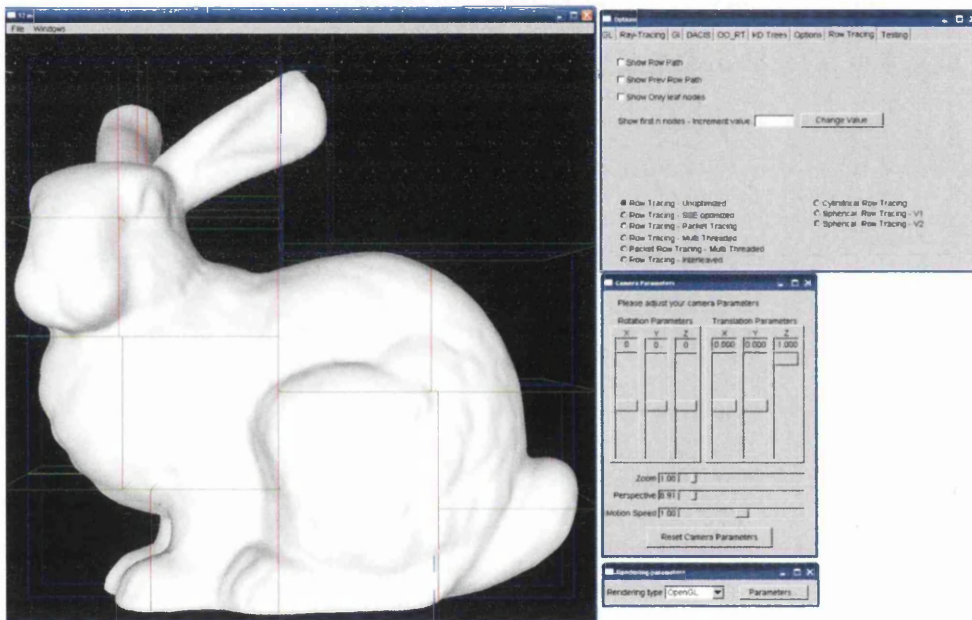 File Windows
Options
GL Ray-Tracing GI DACIS OO_RT KD Trees Options Row Tracing Testing
Show Row Path
Show Prev Row Path
Show Only leaf nodes
Show first n nodes - Increment value Change Value
Row Tracing - Unoptimized
Row Tracing - SSE optimized
Row Tracing - Packet Tracing
Row Tracing - Multi Threaded
Packet Row Tracing - Multi Threaded
Row Tracing - Interleaved
Cylindrical Row Tracing
Spherical Row Tracing - V1
Spherical Row Tracing - V2
Camera Parameters
Please adjust your camera Parameters
Rotation Parameters Translation Parameters
X Y Z X Y Z
0 0 0 0.000 0.000 1.000
Zoom 1.00
Perspective
Motion Speed 1.00
Reset Camera Parameters
Rendering parameters
Rendering type OpenGL Parameters...